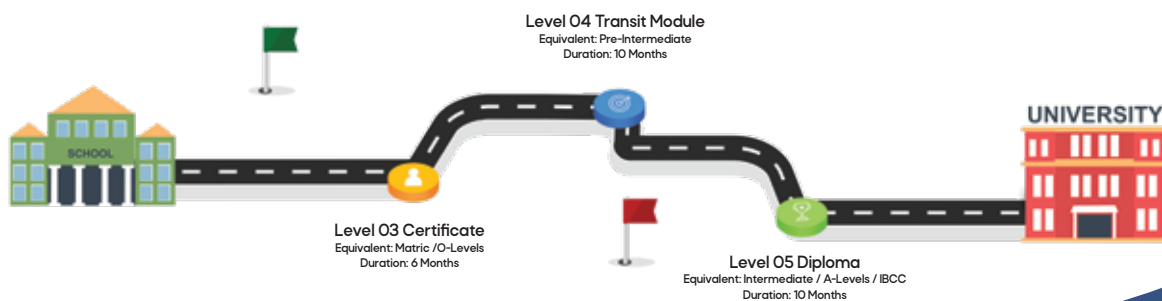 Level 04 Transit Module
Equivalent: Pre-Intermediate
Duration: 10 Months
SCHOOL
UNIVERSITY
Level 03 Certificate
Equivalent: Matric /O-Levels
Duration: 6 Months
Level 05 Diploma
Equivalent: Intermediate / A-Levels / IBCC
Duration: 10 Months